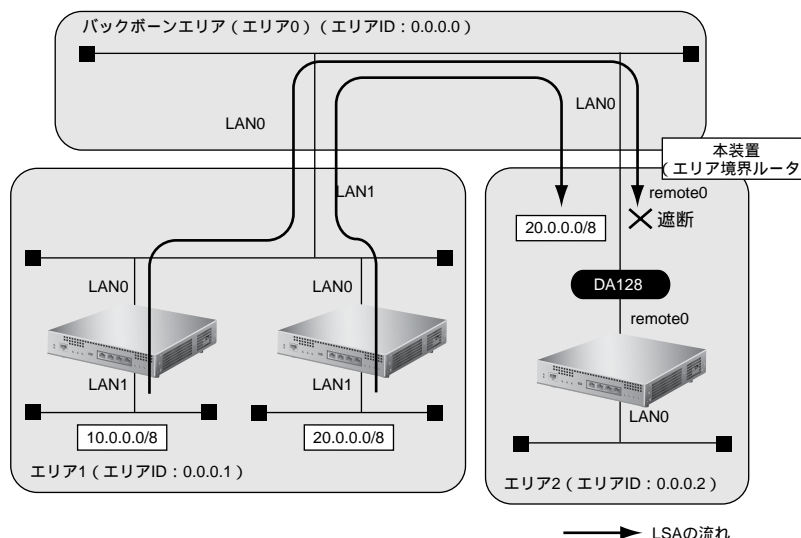 バックボーンエリア（エリア0）（エリアID：0.0.0.0）
LAN0
LAN0
本装置
（エリア境界ルータ
LAN1
remote0
20.0.0.0/8
遮断
LAN0
LAN0
DA128
remote0
LAN1
LAN1
LAN0
10.0.0.0/8
20.0.0.0/8
エリア1（エリアID：0.0.0.1）
エリア2（エリアID：0.0.0.2）
LSAの流れ